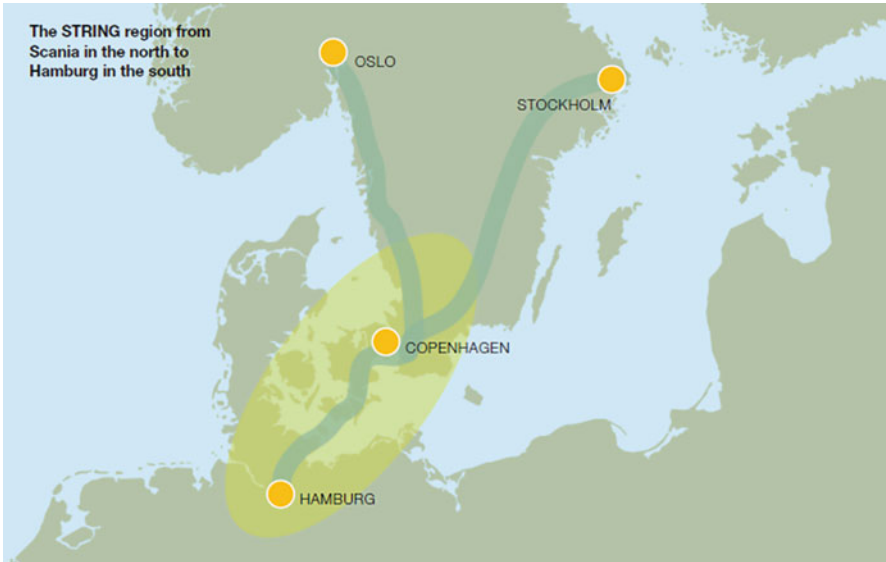 The STRING region from
Scania in the north to
Hamburg in the south
OSLO
STOCKHOLM
COPENHAGEN
HAMBURG